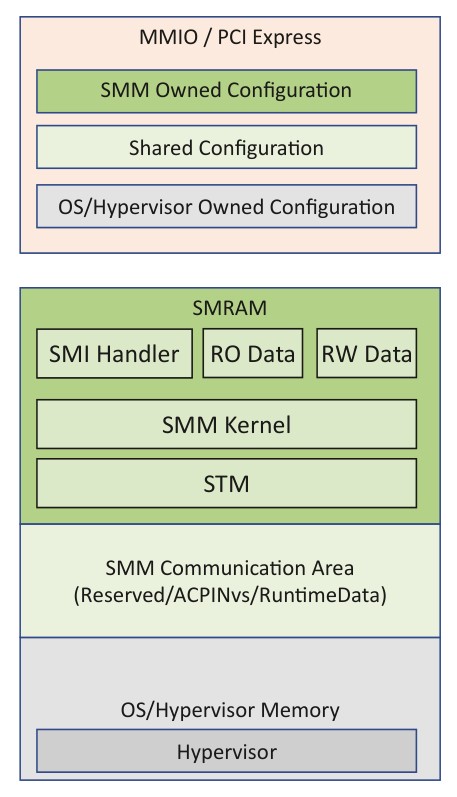 MMIO / PCI Express
SMM Owned Configuration
Shared Configuration
OS/Hypervisor Owned Configuration
SMRAM
SMI Handler
RO Data
RW Data
SMM Kernel
STM
SMM Communication Area
(Reserved/ACPINvs/RuntimeData)
OS/Hypervisor Memory
Hypervisor